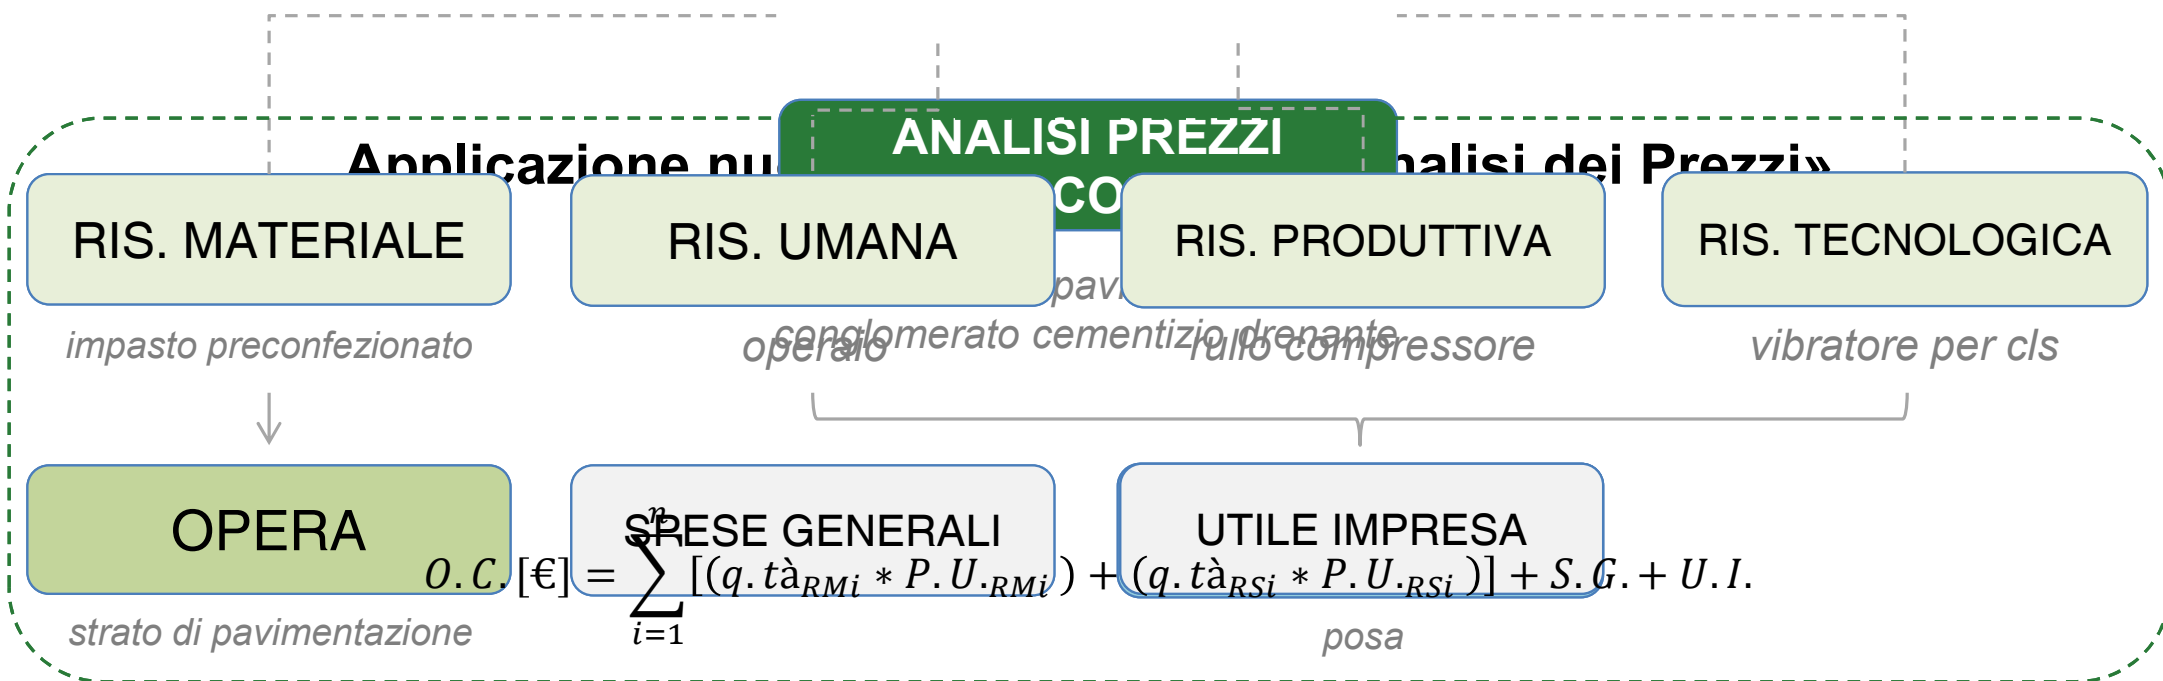 ANALISI PREZZI
Applicazione nalisi dei Prezzi»
CO
RIS. MATERIALE
RIS. UMANA
RIS. PRODUTTIVA
RIS. TECNOLOGICA
conglomerato cementizio drenante
impasto preconfezionato
operaio
rullo compressore
vibratore per cls
OPERA
SPESE GENERALI
UTILE IMPRESA
O.C.[€] = ∑_{i=1}^{n} [(q.tà_{RMi} * P.U._{RMi}) + (q.tà_{RSi} * P.U._{RSi})] + S.G. + U.I.
strato di pavimentazione
posa